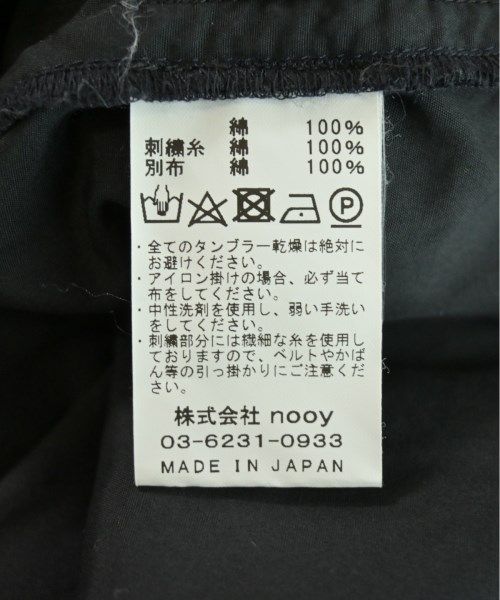 綿 100%
刺繍糸 綿 100%
別布 綿 100%
P
・全てのタンブラー乾燥は絶対に
お避けください。
・アイロン掛けの場合、必ず当て
布をしてください。
・中性洗剤を使用し、弱い手洗い
をしてください。
・刺繍部分には繊細な糸を使用し
ておりますので、ベルトやかば
ん等の引っ掛かりにご注意くだ
さい。
株式会社 nooy
03-6231-0933
MADE IN JAPAN